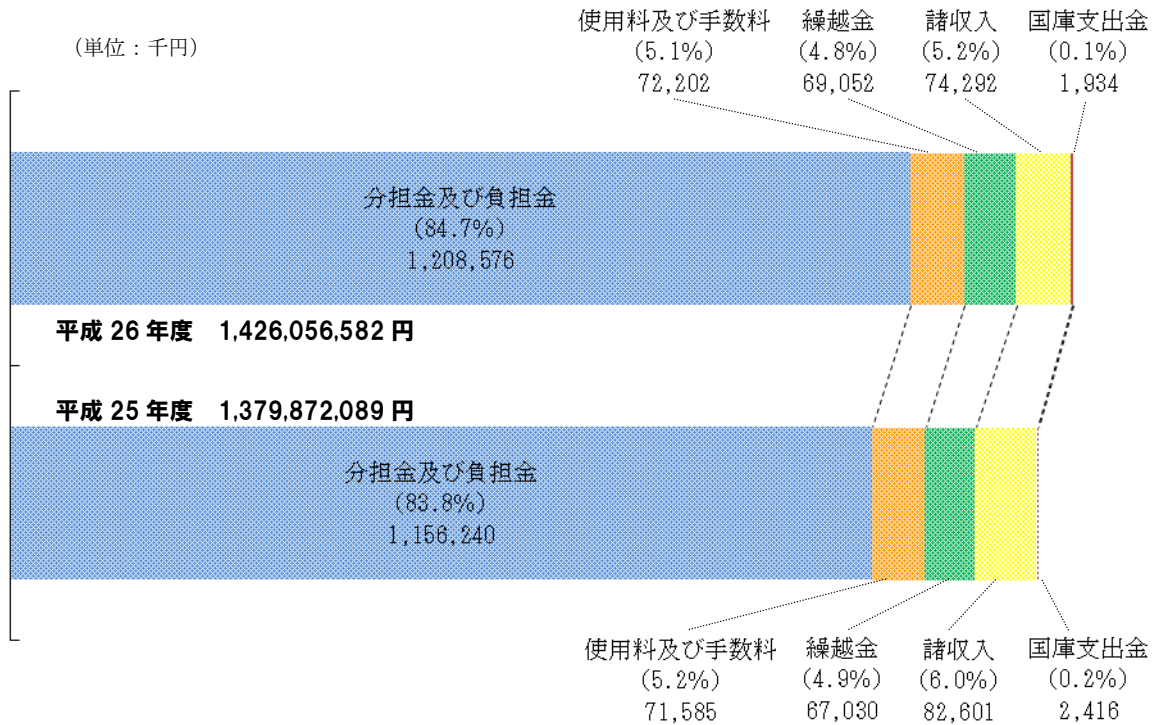 （単位：千円）
使用料及び手数料 繰越金 諸収入 国庫支出金
(5.1%) (4.8%) (5.2%) (0.1%)
72,202 69,052 74,292 1,934
分担金及び負担金
(84.7%)
1,208,576
平成 26 年度 1,426,056,582 円
平成 25 年度 1,379,872,089 円
分担金及び負担金
(83.8%)
1,156,240
使用料及び手数料 繰越金 諸収入 国庫支出金
(5.2%) (4.9%) (6.0%) (0.2%)
71,585 67,030 82,601 2,416